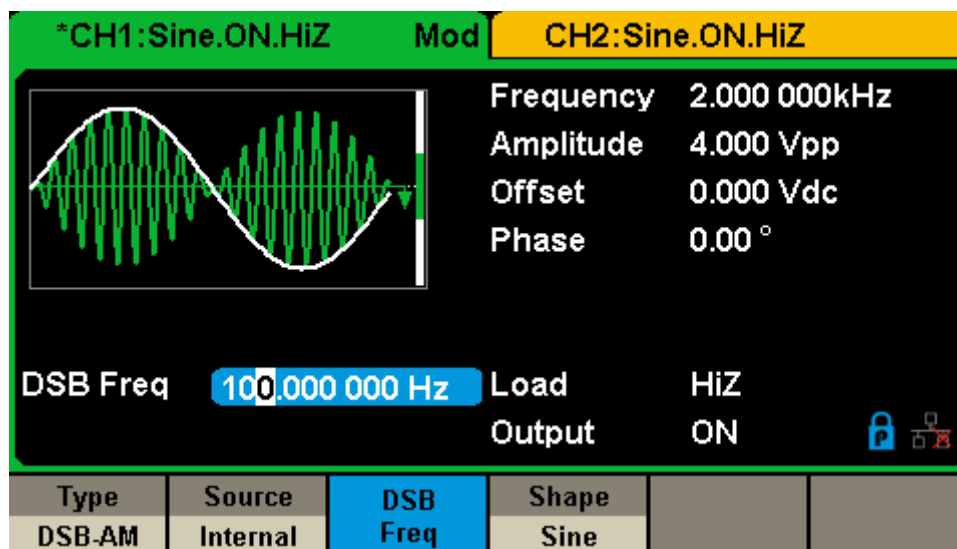 *CH1:Sine.ON.HiZ Mod CH2:Sine.ON.HiZ
Frequency 2.000 000kHz
Amplitude 4.000 Vpp
Offset 0.000 Vdc
Phase 0.00 °
DSB Freq 100.000 000 Hz Load HiZ
Output ON P
Type Source DSB Freq Shape
DSB-AM Internal Sine